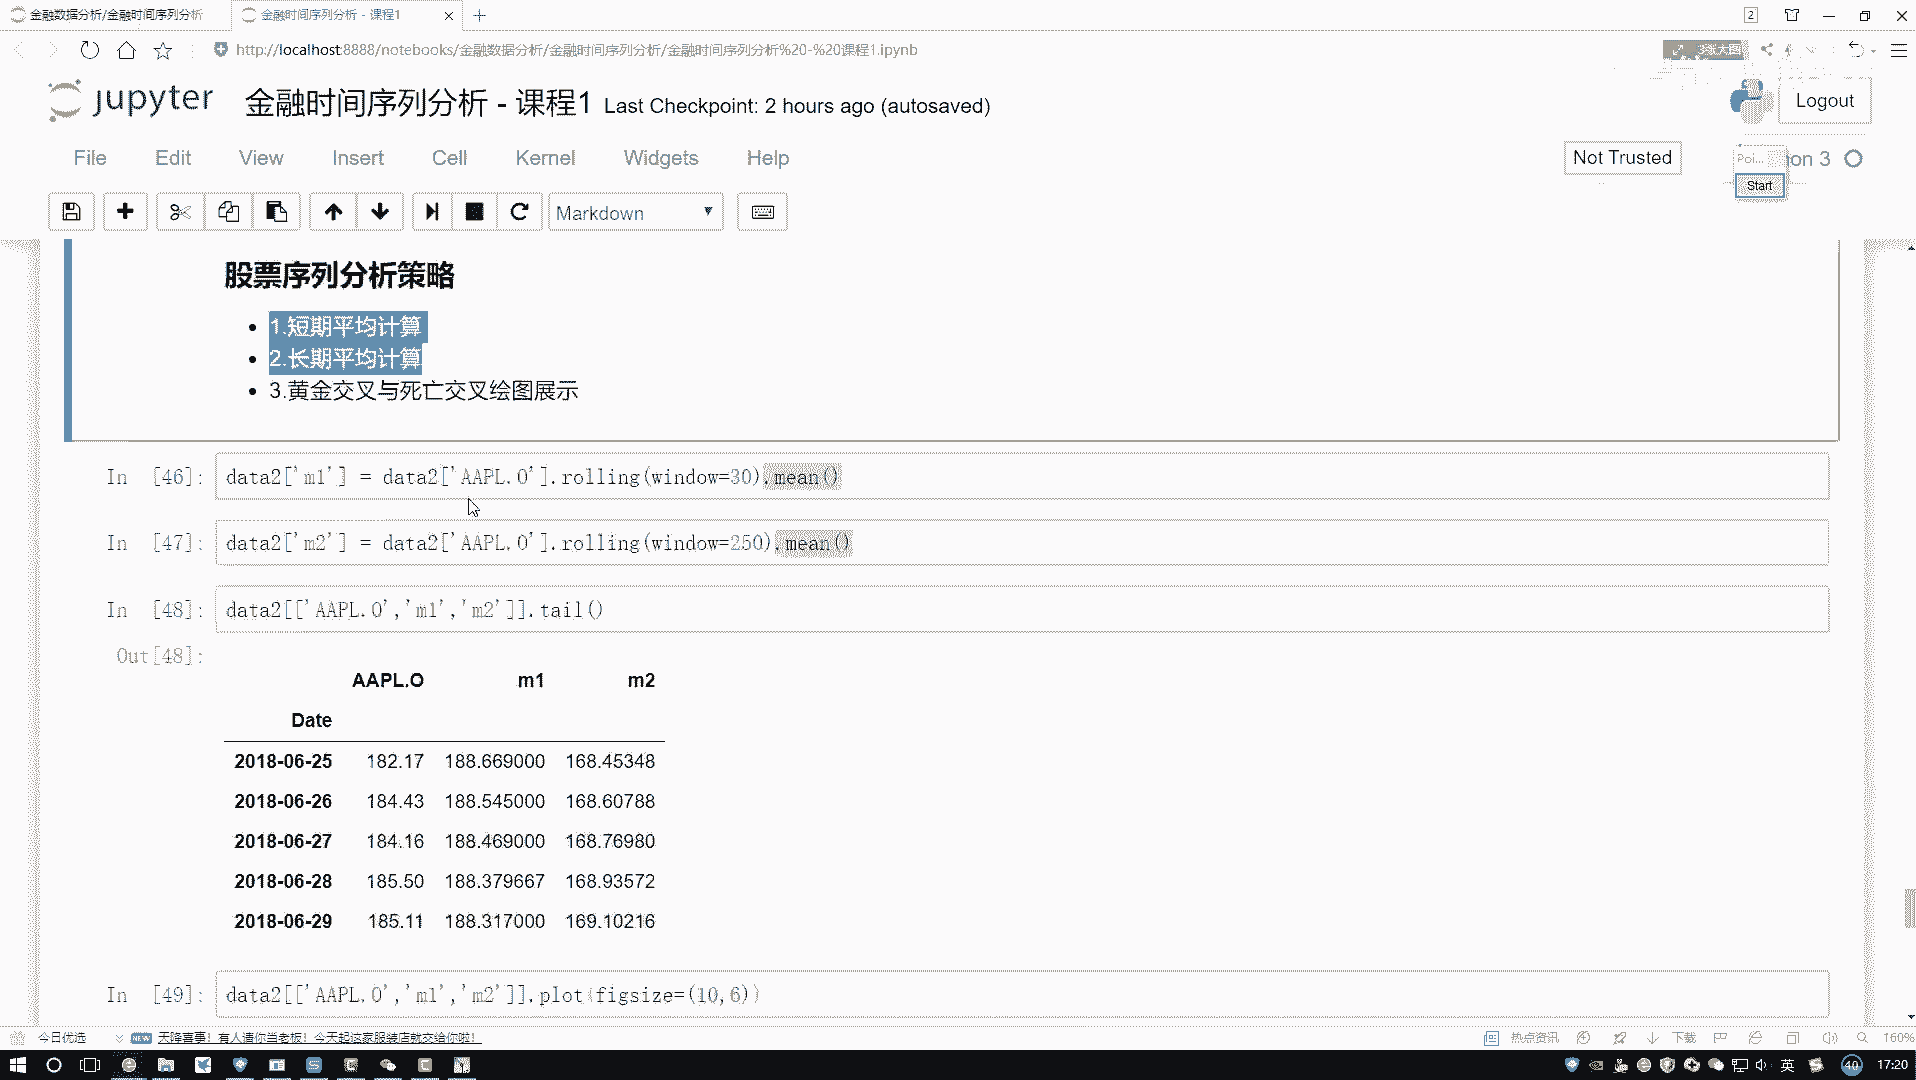 金融数据分析/金融时间序列分析
金融时间序列分析 - 课程1
2
http://localhost:8888/notebooks/金融数据分析/金融时间序列分析/金融时间序列分析%20-%20课程1.ipynb
jupyter 金融时间序列分析 - 课程1 Last Checkpoint: 2 hours ago (autosaved)
Logout
File Edit View Insert Cell Kernel Widgets Help
Not Trusted
Poi...
on 3
Start
Markdown
股票序列分析策略
1.短期平均计算
2.长期平均计算
3.黄金交叉与死亡交叉绘图展示
In [46]: data2['m1'] = data2['AAPL.O'].rolling(window=30).mean()
In [47]: data2['m2'] = data2['AAPL.O'].rolling(window=250).mean()
In [48]: data2[['AAPL.O','m1','m2']].tail()
Out[48]:
AAPL.O m1 m2
Date
2018-06-25 182.17 188.669000 168.45348
2018-06-26 184.43 188.545000 168.60788
2018-06-27 184.16 188.469000 168.76980
2018-06-28 185.50 188.379667 168.93572
2018-06-29 185.11 188.317000 169.10216
In [49]: data2[['AAPL.O','m1','m2']].plot(figsize=(10,6))
今日优选 NEW 天降喜事！有人请你当老板！今天起这家服装店就交给你啦！
热点资讯 下载 160%
英 40 17:20